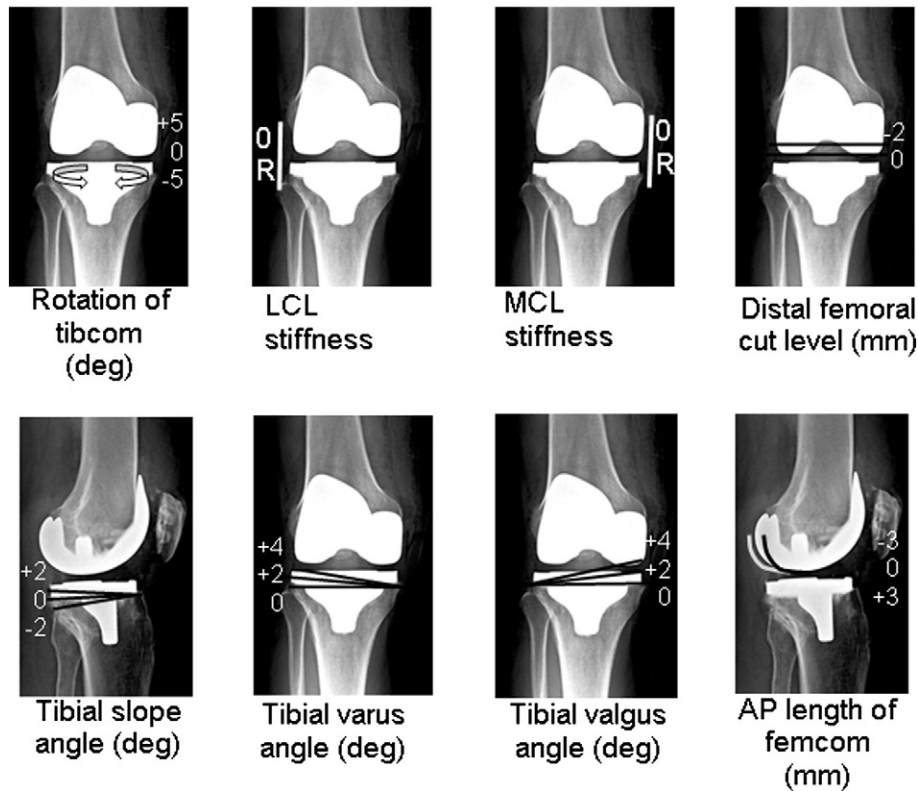 +5
0
-5
Rotation of
tibcom
(deg)
0
R
LCL
stiffness
0
R
MCL
stiffness
-2
0
Distal femoral
cut level (mm)
+2
0
-2
Tibial slope
angle (deg)
+4
+2
0
Tibial varus
angle (deg)
+4
+2
0
Tibial valgus
angle (deg)
-3
0
+3
AP length of
femcom
(mm)